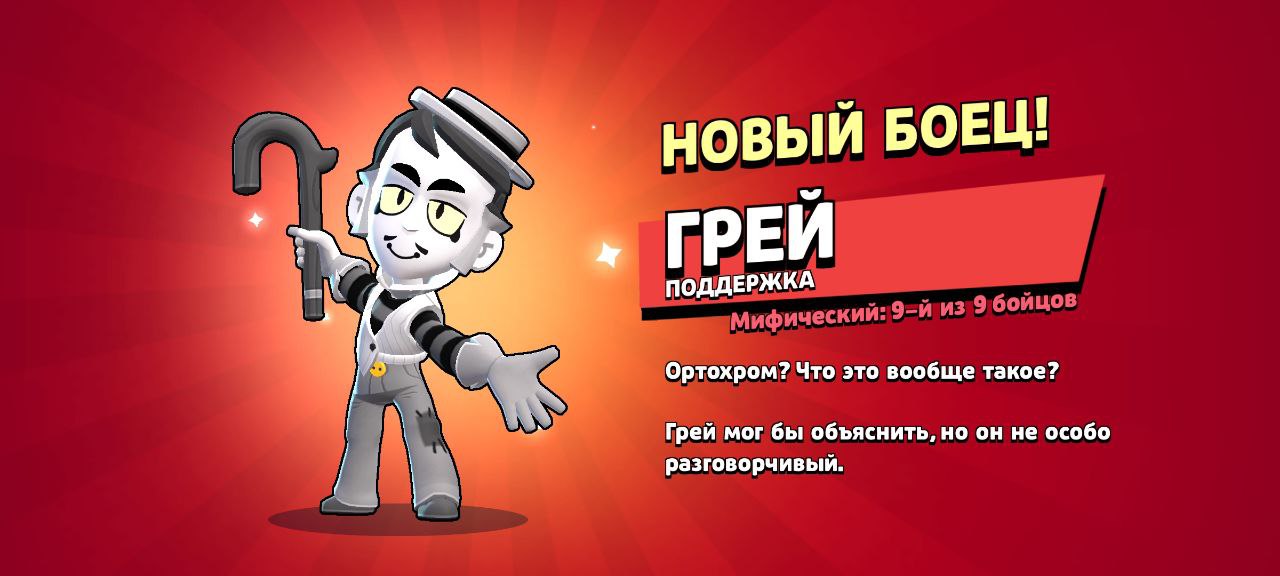 НОВЫЙ БОЕЦ!
ГРЕЙ
ПОДДЕРЖКА
Мифический: 9-й из 9 бойцов
Ортохром? Что это вообще такое?
Грей мог бы объяснить, но он не особо
разговорчивый.